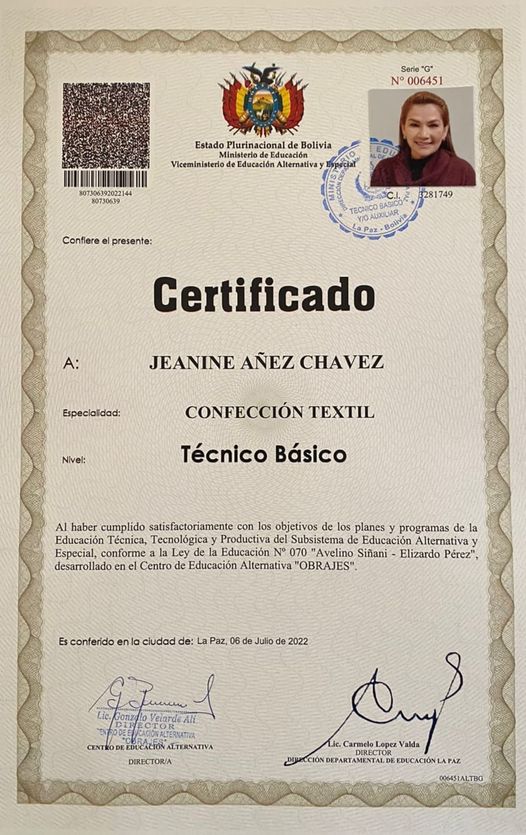 Serie "G"
N° 006451
Estado Plurinacional de Bolivia
Ministerio de Educación
Viceministerio de Educación Alternativa y Especial
807306392022144
80730639
C.I. 3281749
TECNICO BASICO
Y/O AUXILIAR
La Paz - Bolivia
Confiere el presente:
Certificado
A: JEANINE AÑEZ CHAVEZ
Especialidad: CONFECCIÓN TEXTIL
Nivel: Técnico Básico
Al haber cumplido satisfactoriamente con los objetivos de los planes y programas de la
Educación Técnica, Tecnológica y Productiva del Subsistema de Educación Alternativa y
Especial, conforme a la Ley de la Educación Nº 070 "Avelino Siñani - Elizardo Pérez",
desarrollado en el Centro de Educación Alternativa "OBRAJES".
Es conferido en la ciudad de: La Paz, 06 de Julio de 2022
Lic. Gonzalo Velarde Alí
DIRECTOR
CENTRO DE EDUCACIÓN ALTERNATIVA
"OBRAJES"
CENTRO DE EDUCACIÓN ALTERNATIVA
DIRECTOR/A
Lic. Carmelo Lopez Valda
DIRECTOR
DIRECCIÓN DEPARTAMENTAL DE EDUCACIÓN LA PAZ
006451ALTBG